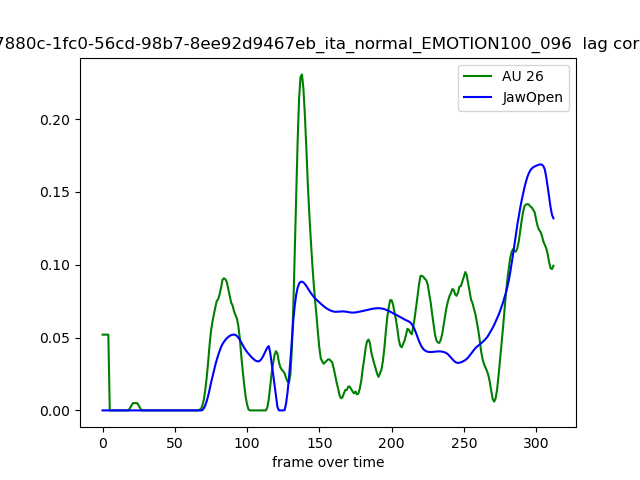 7880c-1fc0-56cd-98b7-8ee92d9467eb_ita_normal_EMOTION100_096 lag cor
AU 26
JawOpen
0.20
0.15
0.10
0.05
0.00
0 50 100 150 200 250 300
frame over time